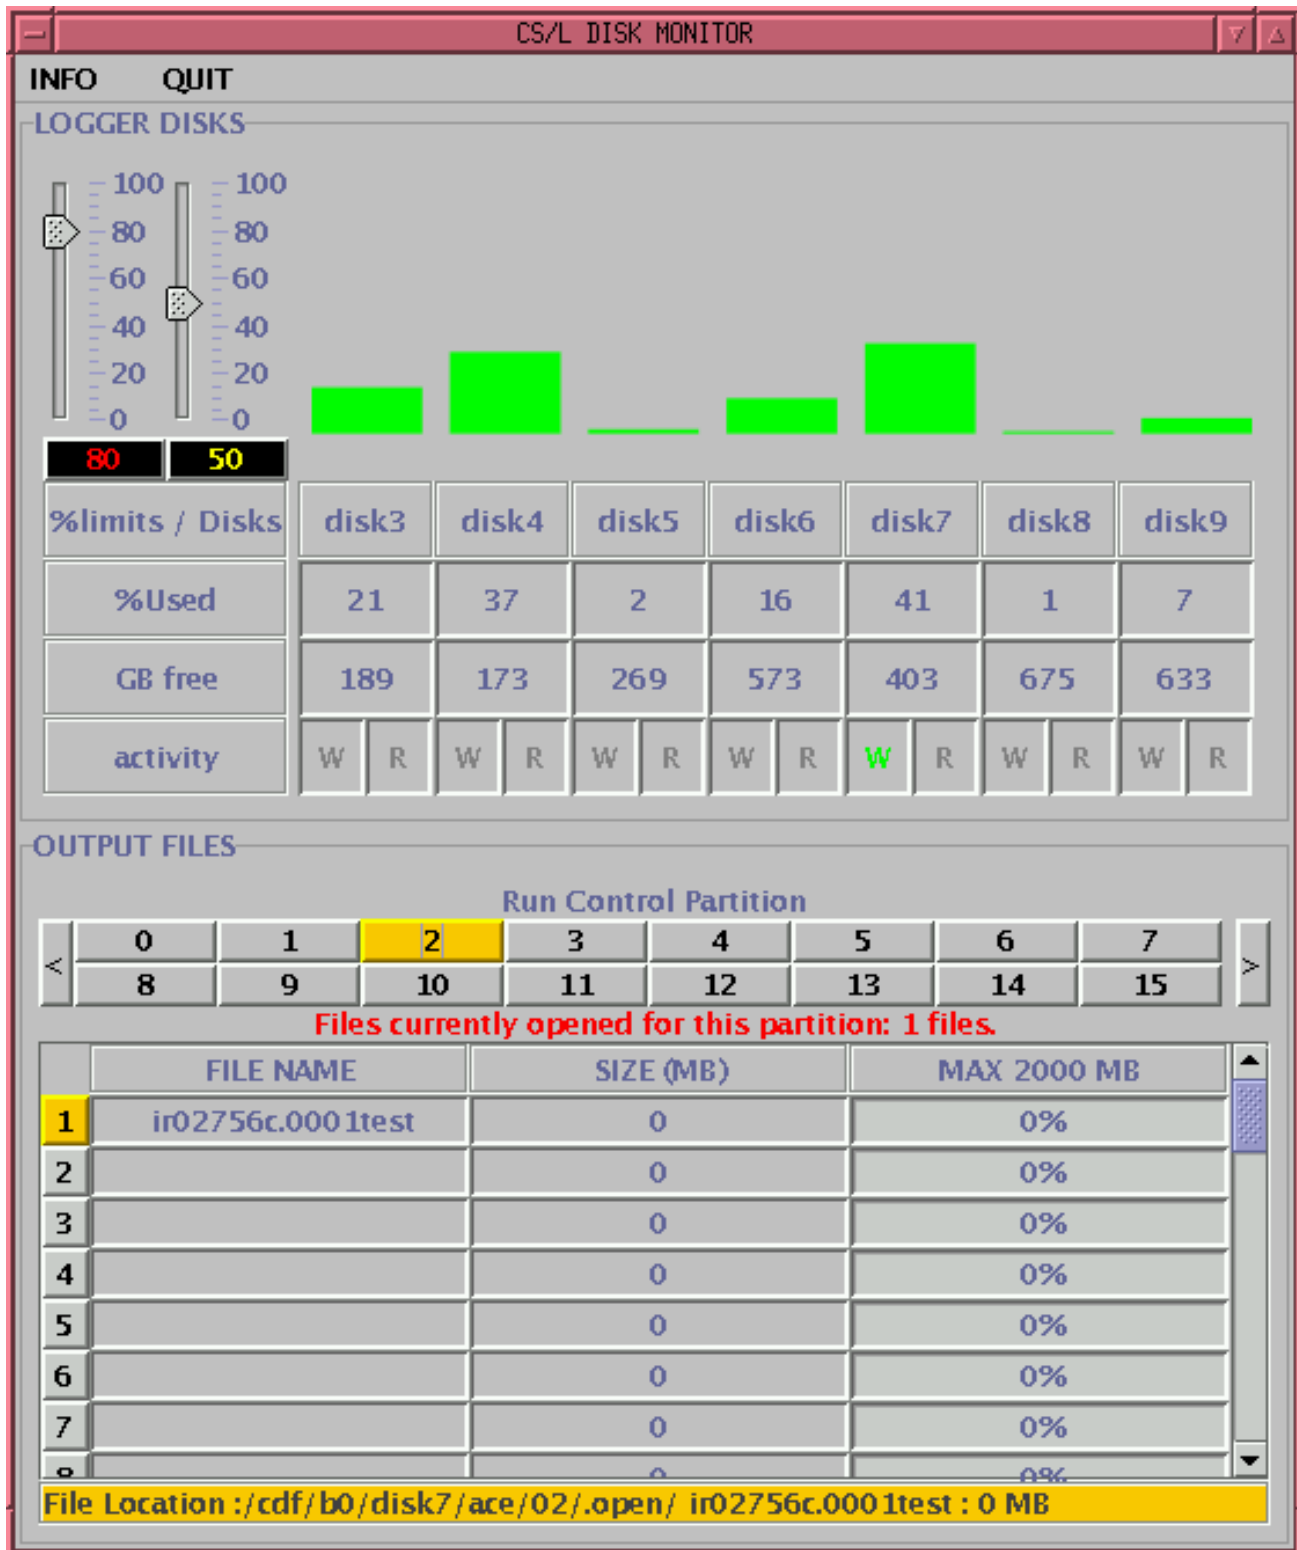 CS/L DISK MONITOR
INFO QUIT
LOGGER DISKS
100 100
80 80
60 60
40 40
20 20
0 0
80 50
%limits / Disks disk3 disk4 disk5 disk6 disk7 disk8 disk9
%Used 21 37 2 16 41 1 7
GB free 189 173 269 573 403 675 633
activity W R W R W R W R W R W R W R
OUTPUT FILES
Run Control Partition
< 0 1 2 3 4 5 6 7 >
8 9 10 11 12 13 14 15
Files currently opened for this partition: 1 files.
FILE NAME SIZE (MB) MAX 2000 MB
1 ir02756c.0001test 0 0%
2 0 0%
3 0 0%
4 0 0%
5 0 0%
6 0 0%
7 0 0%
8 0 0%
File Location :/cdf/b0/disk7/ace/02/.open/ ir02756c.0001test : 0 MB